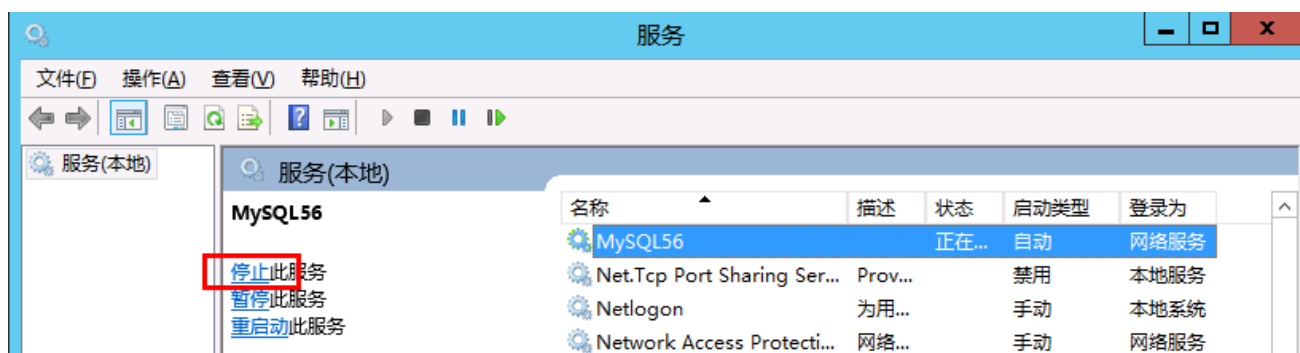 服务
文件(F) 操作(A) 查看(V) 帮助(H)
服务(本地)
服务(本地)
MySQL56
停止此服务
暂停此服务
重启动此服务
名称 描述 状态 启动类型 登录为
MySQL56 正在... 自动 网络服务
Net.Tcp Port Sharing Ser... Prov... 禁用 本地服务
Netlogon 为用... 手动 本地系统
Network Access Protecti... 网络... 手动 网络服务